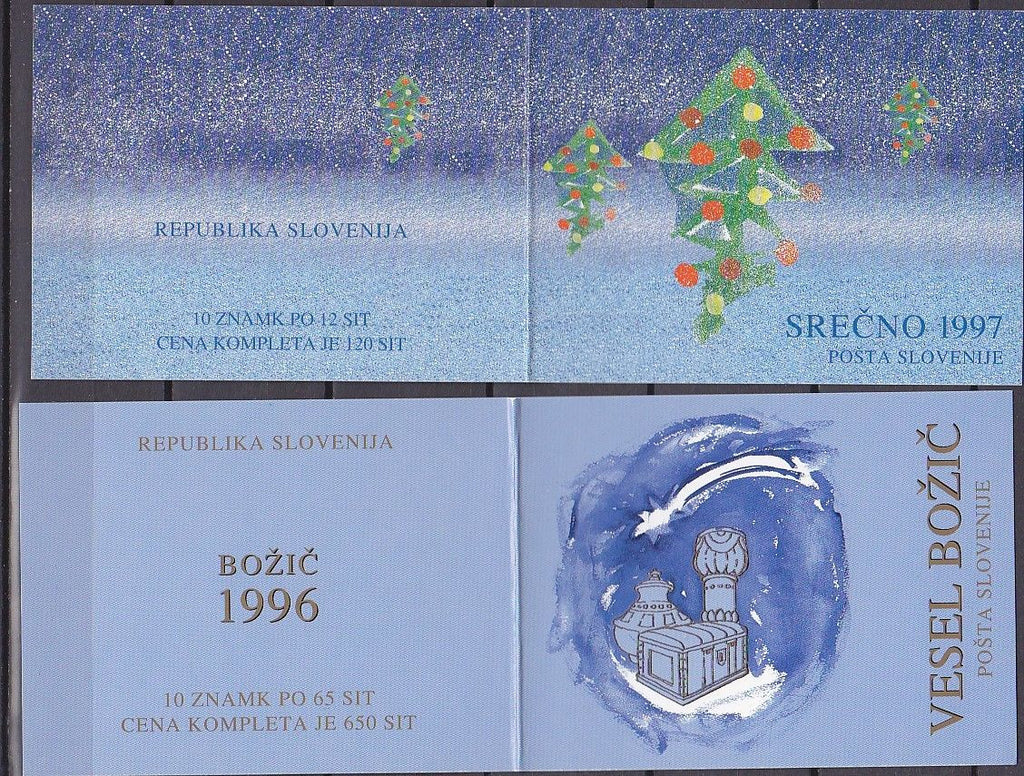 REPUBLIKA SLOVENIJA
10 ZNAMK PO 12 SIT
CENA KOMPLETA JE 120 SIT
SREČNO 1997
POŠTA SLOVENIJE
REPUBLIKA SLOVENIJA
BOŽIČ
1996
10 ZNAMK PO 65 SIT
CENA KOMPLETA JE 650 SIT
VESEL BOŽIČ
POŠTA SLOVENIJE